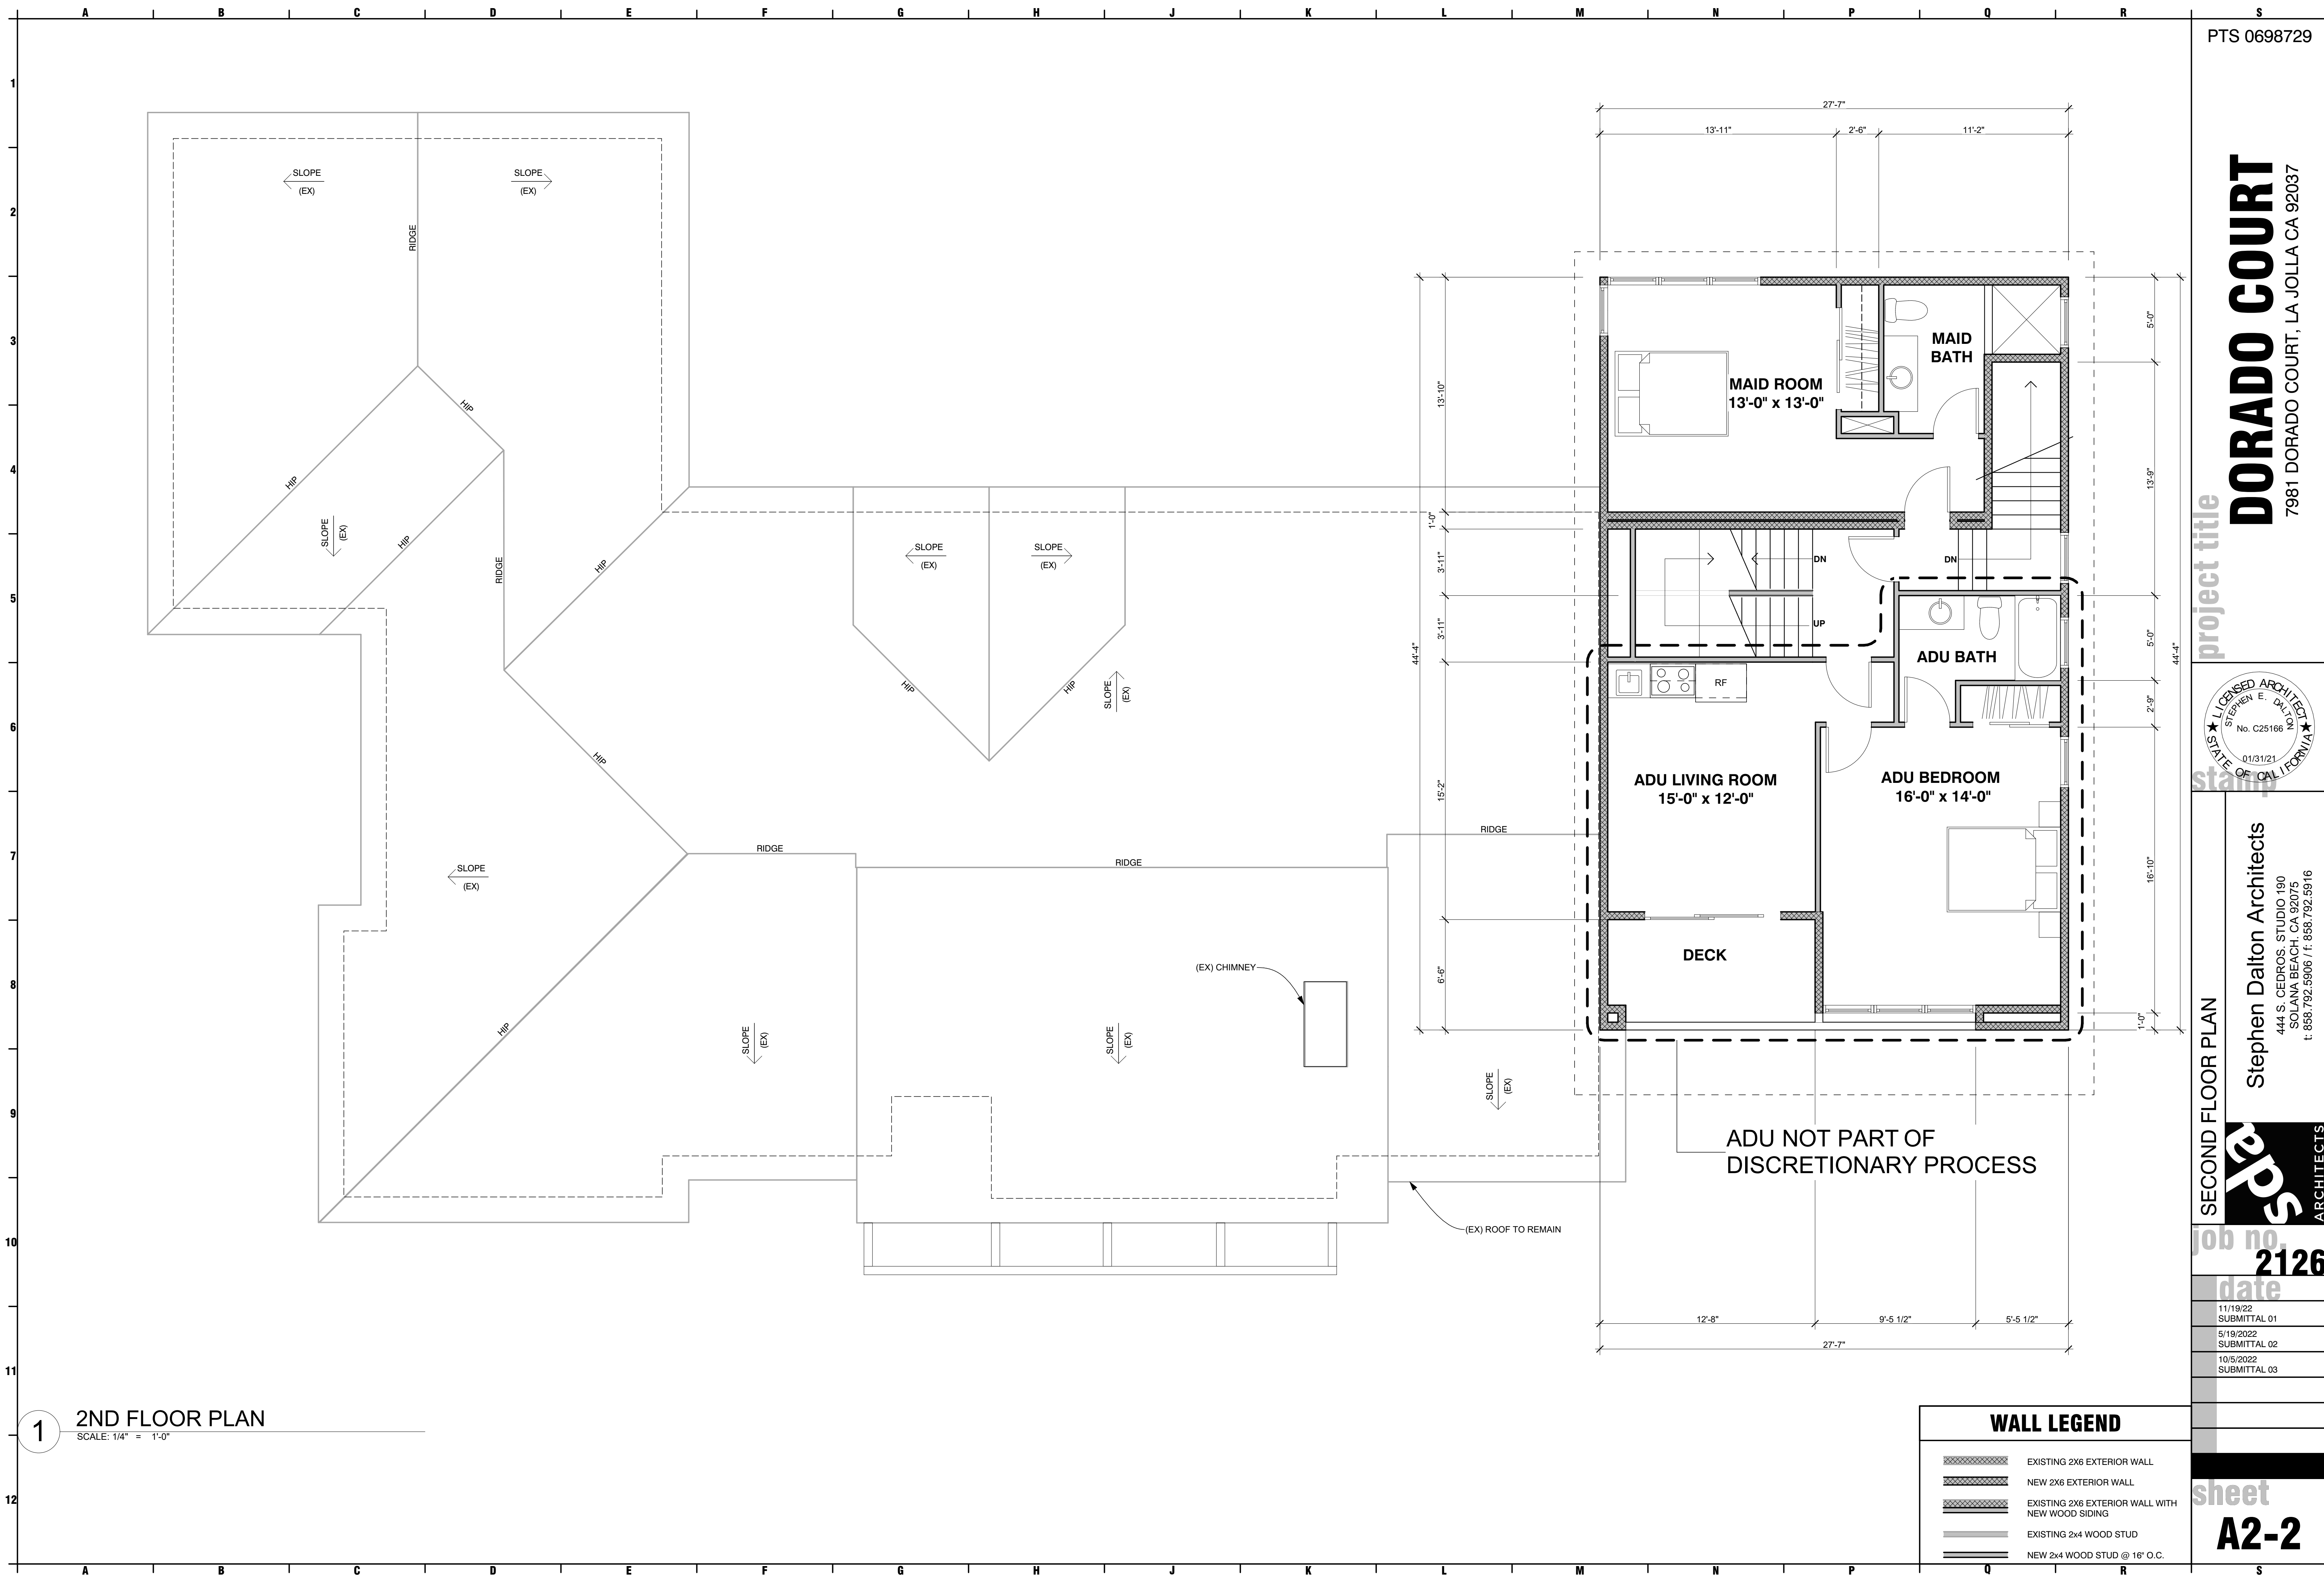 A B C D E F G H J K L M N P Q R S
PTS 0698729
1
2
3
4
5
6
7
8
9
10
11
12
27'-7"
13'-11"
2'-6"
11'-2"
SLOPE
(EX)
SLOPE
(EX)
RIDGE
HIP
HIP
SLOPE
(EX)
HIP
RIDGE
HIP
SLOPE
(EX)
SLOPE
(EX)
HIP
HIP
SLOPE
(EX)
HIP
RIDGE
RIDGE
RIDGE
SLOPE
(EX)
HIP
SLOPE
(EX)
SLOPE
(EX)
SLOPE
(EX)
(EX) CHIMNEY
(EX) ROOF TO REMAIN
44'-4"
13'-10"
1'-0"
3'-11"
3'-11"
15'-2"
6'-6"
MAID ROOM
13'-0" x 13'-0"
MAID
BATH
DN
DN
UP
ADU BATH
RF
ADU LIVING ROOM
15'-0" x 12'-0"
ADU BEDROOM
16'-0" x 14'-0"
DECK
5'-0"
13'-9"
5'-0"
2'-9"
16'-10"
1'-0"
44'-4"
ADU NOT PART OF
DISCRETIONARY PROCESS
12'-8"
9'-5 1/2"
5'-5 1/2"
27'-7"
1
2ND FLOOR PLAN
SCALE: 1/4" = 1'-0"
WALL LEGEND
EXISTING 2X6 EXTERIOR WALL
NEW 2X6 EXTERIOR WALL
EXISTING 2X6 EXTERIOR WALL WITH
NEW WOOD SIDING
EXISTING 2x4 WOOD STUD
NEW 2x4 WOOD STUD @ 16" O.C.
project title
DORADO COURT
7981 DORADO COURT, LA JOLLA CA 92037
LICENSED ARCHITECT
STEPHEN E. DALTON
No. C25166
01/31/21
STATE OF CALIFORNIA
stamp
SECOND FLOOR PLAN
Stephen Dalton Architects
444 S. CEDROS. STUDIO 190
SOLANA BEACH. CA 92075
t: 858.792.5906 / f: 858.792.5916
sda
ARCHITECTS
job no.
2126
date
11/19/22
SUBMITTAL 01
5/19/2022
SUBMITTAL 02
10/5/2022
SUBMITTAL 03
sheet
A2-2
A B C D E F G H J K L M N P Q R S